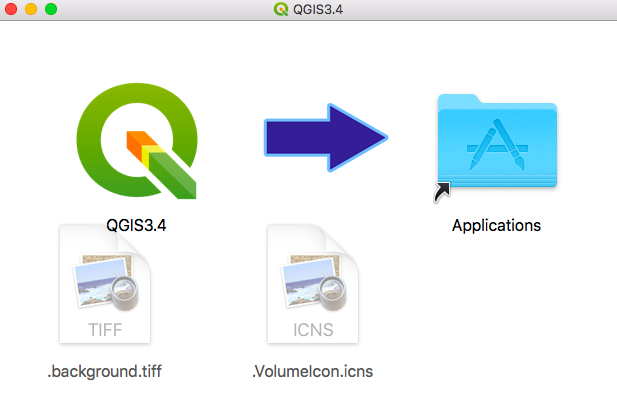 QGIS3.4
QGIS3.4
Applications
TIFF
ICNS
.background.tiff
.VolumeIcon.icns